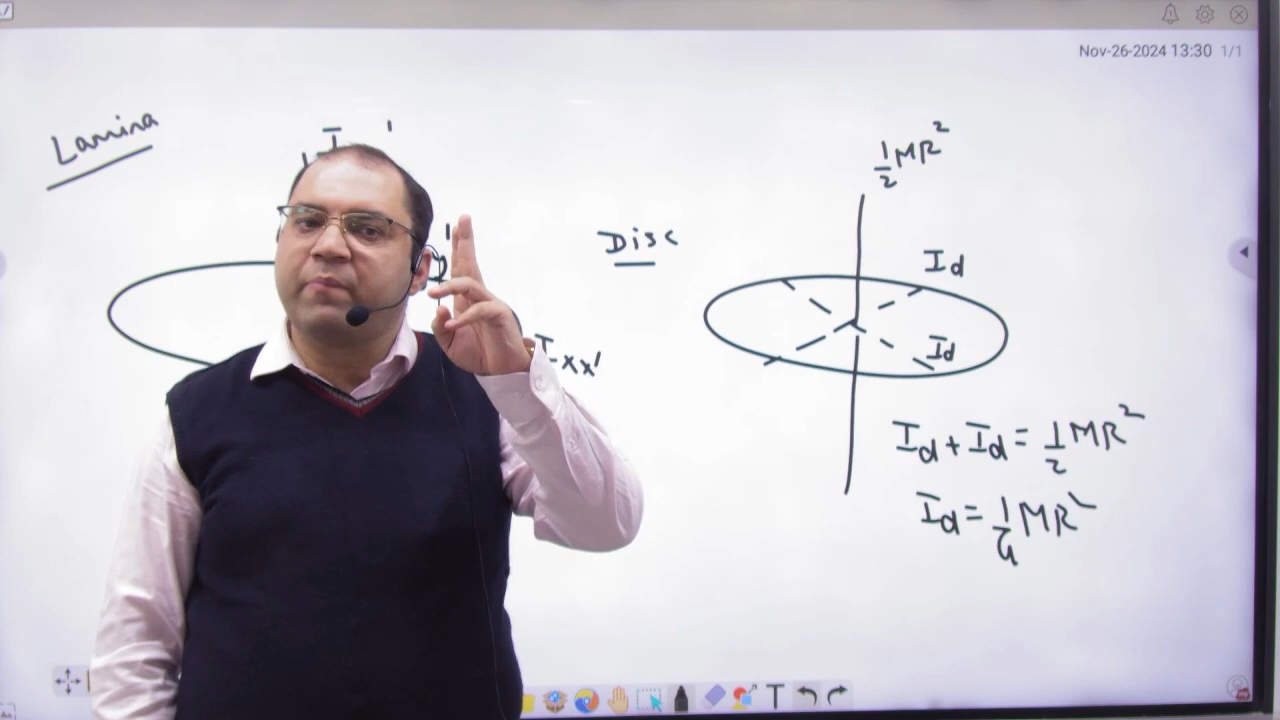 Nov-26-2024 13:30 1/1
Lamina
Disc
½MR²
Id
Id
Ixx'
Id + Id = ½MR²
Id = ¼MR²
T